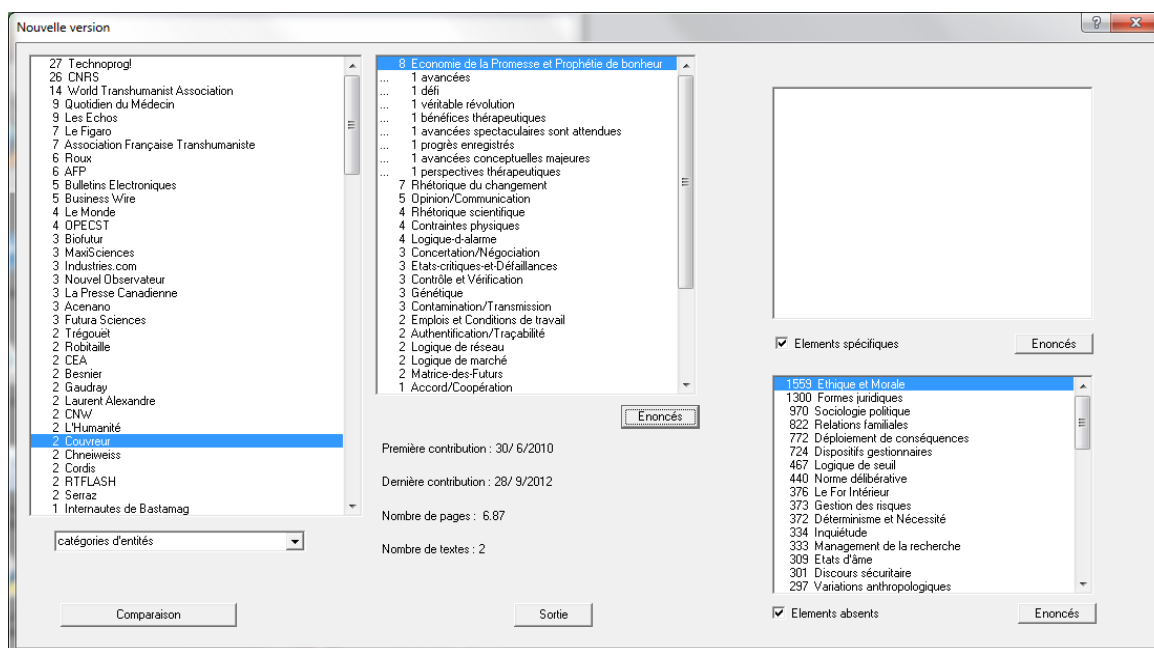 Nouvelle version
27 Technoprog!
26 CNRS
14 World Transhumanist Association
9 Quotidien du Médecin
9 Les Echos
7 Le Figaro
7 Association Française Transhumaniste
6 Roux
6 AFP
5 Bulletins Electroniques
5 Business Wire
4 Le Monde
4 OPECST
3 Biofutur
3 MaxiSciences
3 Industries.com
3 Nouvel Observateur
3 La Presse Canadienne
3 Acenano
3 Futura Sciences
2 Trégouët
2 Robitaille
2 CEA
2 Besnier
2 Gaudray
2 Laurent Alexandre
2 CNW
2 L'Humanité
2 Couvreur
2 Chneiweiss
2 Cordis
2 RTFLASH
2 Serraz
1 Internautes de Bastamag
catégories d'entités
Comparaison
8 Economie de la Promesse et Prophétie de bonheur
... 1 avancées
... 1 défi
... 1 véritable révolution
... 1 bénéfices thérapeutiques
... 1 avancées spectaculaires sont attendues
... 1 progrès enregistrés
... 1 avancées conceptuelles majeures
... 1 perspectives thérapeutiques
7 Rhétorique du changement
5 Opinion/Communication
4 Rhétorique scientifique
4 Contraintes physiques
4 Logique-d-alarme
3 Concertation/Négociation
3 Etats-critiques-et-Défaillances
3 Contrôle et Vérification
3 Génétique
3 Contamination/Transmission
2 Emplois et Conditions de travail
2 Authentification/Traçabilité
2 Logique de réseau
2 Logique de marché
2 Matrice-des-Futurs
1 Accord/Coopération
Enoncés
Première contribution : 30/ 6/2010
Dernière contribution : 28/ 9/2012
Nombre de pages : 6.87
Nombre de textes : 2
Sortie
Elements spécifiques
Enoncés
1559 Ethique et Morale
1300 Formes juridiques
970 Sociologie politique
822 Relations familiales
772 Déploiement de conséquences
724 Dispositifs gestionnaires
467 Logique de seuil
440 Norme délibérative
376 Le For Intérieur
373 Gestion des risques
372 Déterminisme et Nécessité
334 Inquiétude
333 Management de la recherche
309 Etats d'âme
301 Discours sécuritaire
297 Variations anthropologiques
Elements absents
Enoncés